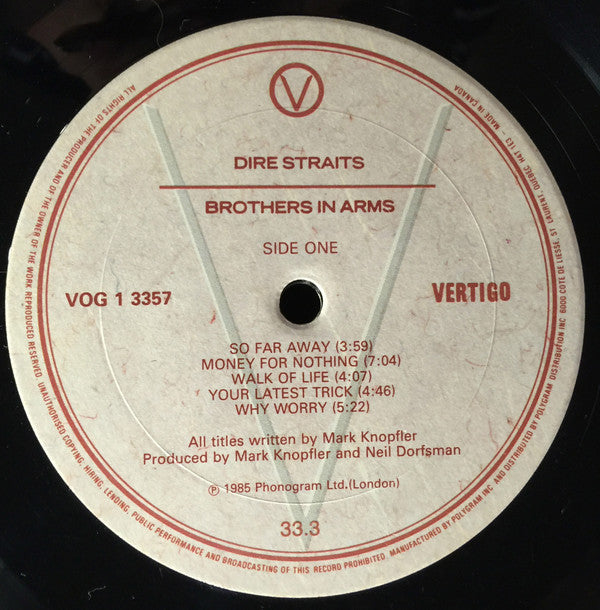 V
DIRE STRAITS
BROTHERS IN ARMS
SIDE ONE
VOG 1 3357
VERTIGO
SO FAR AWAY (3:59)
MONEY FOR NOTHING (7:04)
WALK OF LIFE (4:07)
YOUR LATEST TRICK (4:46)
WHY WORRY (5:22)
All titles written by Mark Knopfler
Produced by Mark Knopfler and Neil Dorfsman
℗ 1985 Phonogram Ltd.(London)
33.3
ALL RIGHTS OF THE PRODUCER AND OF THE OWNER OF THE WORK REPRODUCED RESERVED. UNAUTHORISED COPYING, HIRING, LENDING, PUBLIC PERFORMANCE AND BROADCASTING OF THIS RECORD PROHIBITED. MANUFACTURED BY POLYGRAM INC AND DISTRIBUTED BY POLYGRAM DISTRIBUTION INC 6000 COTE DE LIESSE, ST LAURENT, QUEBEC H4T 1E3 - MADE IN CANADA